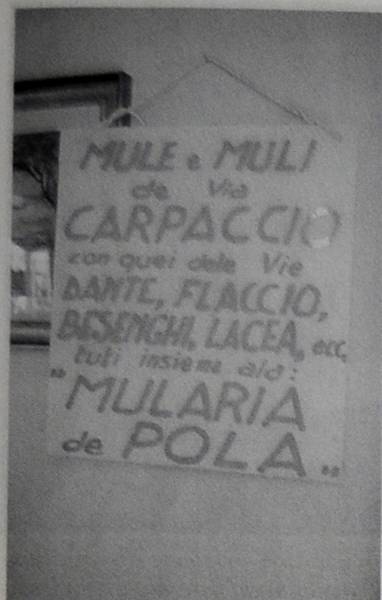 MULE e MULI
de Via
CARPACCIO
con quei dele Vie
DANTE, FLACCIO,
BESENGHI, LACEA, ecc,
tuti insieme ala:
"MULARIA
de POLA"